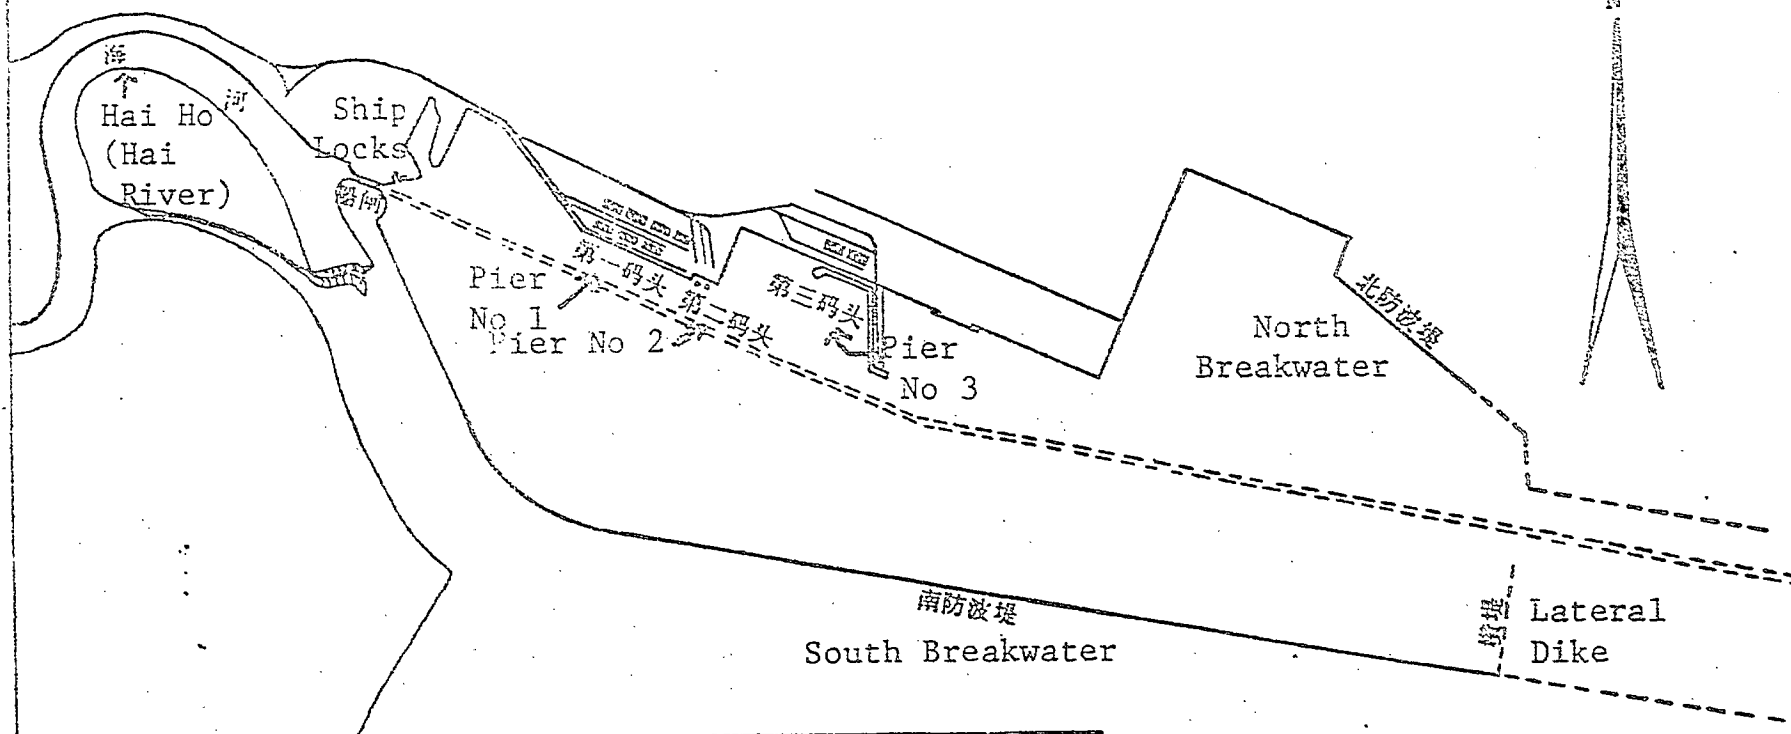 N
海
河
Hai Ho
(Hai
River)
Ship
Locks
船闸
第一码头
Pier
No 1
第二码头
Pier No 2
第三码头
Pier
No 3
北防波堤
North
Breakwater
南防波堤
South Breakwater
Lateral
Dike